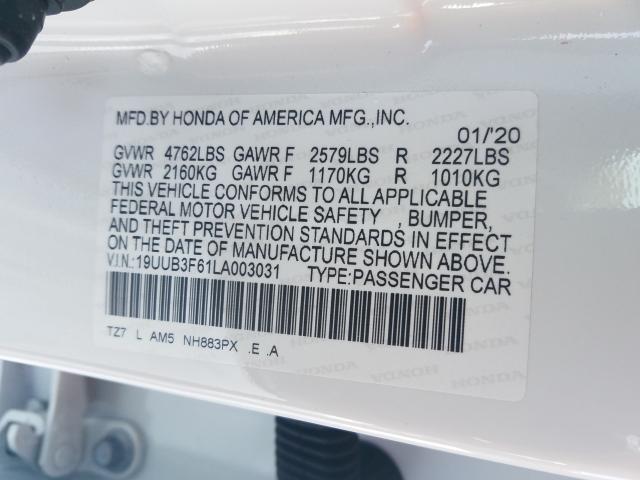 MFD.BY HONDA OF AMERICA MFG.,INC.
01/'20
GVWR 4762LBS GAWR F 2579LBS R 2227LBS
GVWR 2160KG GAWR F 1170KG R 1010KG
THIS VEHICLE CONFORMS TO ALL APPLICABLE
FEDERAL MOTOR VEHICLE SAFETY , BUMPER,
AND THEFT PREVENTION STANDARDS IN EFFECT
ON THE DATE OF MANUFACTURE SHOWN ABOVE.
V.I.N.:19UUB3F61LA003031 TYPE:PASSENGER CAR
TZ7 L AM5 NH883PX .E .A